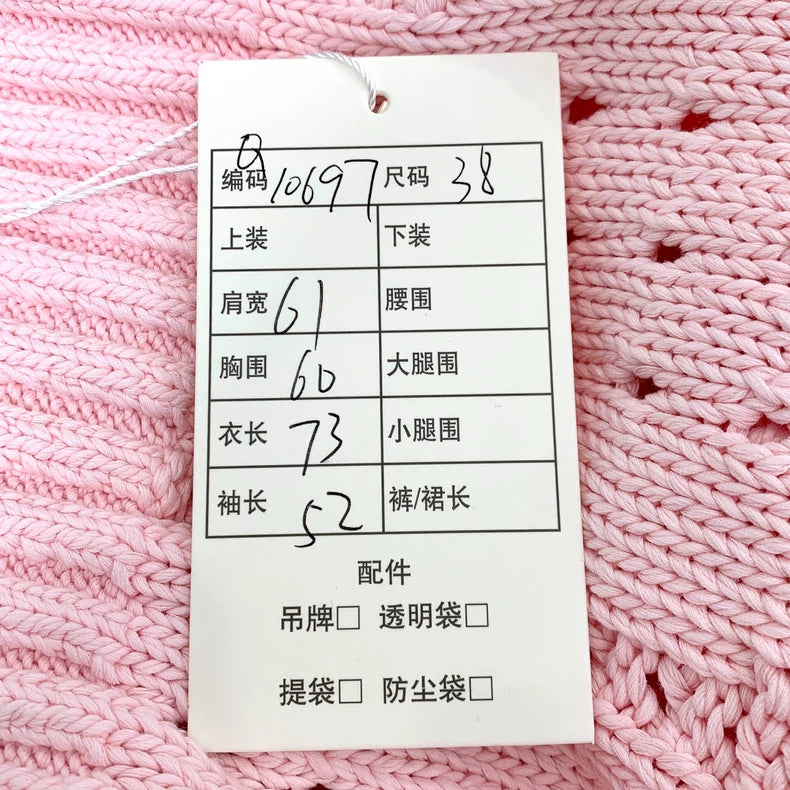 Q
编码 10697 尺码 38
上装 下装
肩宽 61 腰围
胸围 60 大腿围
衣长 73 小腿围
袖长 52 裤/裙长
配件
吊牌□ 透明袋□
提袋□ 防尘袋□